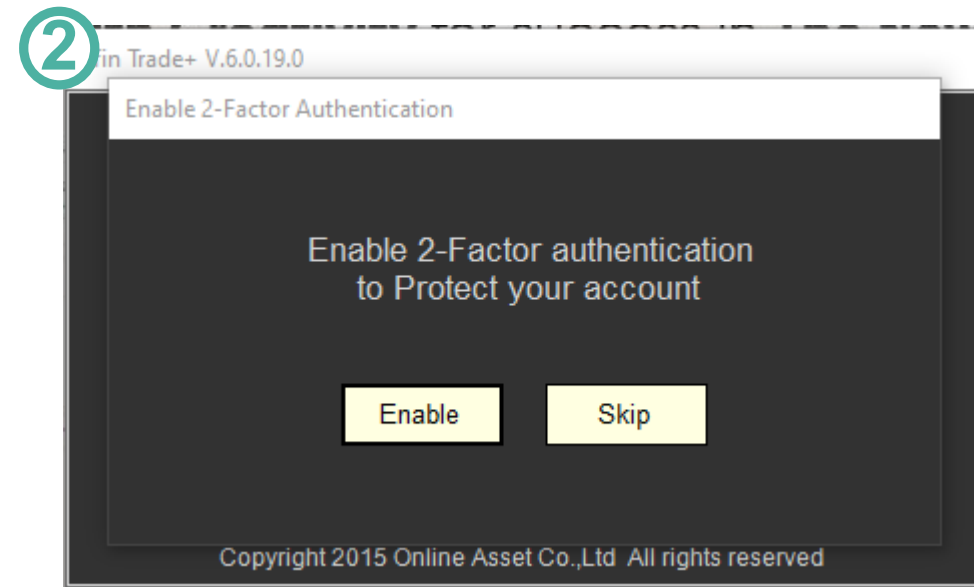 2
in Trade+ V.6.0.19.0
Enable 2-Factor Authentication
Enable 2-Factor authentication
to Protect your account
Enable
Skip
Copyright 2015 Online Asset Co.,Ltd All rights reserved